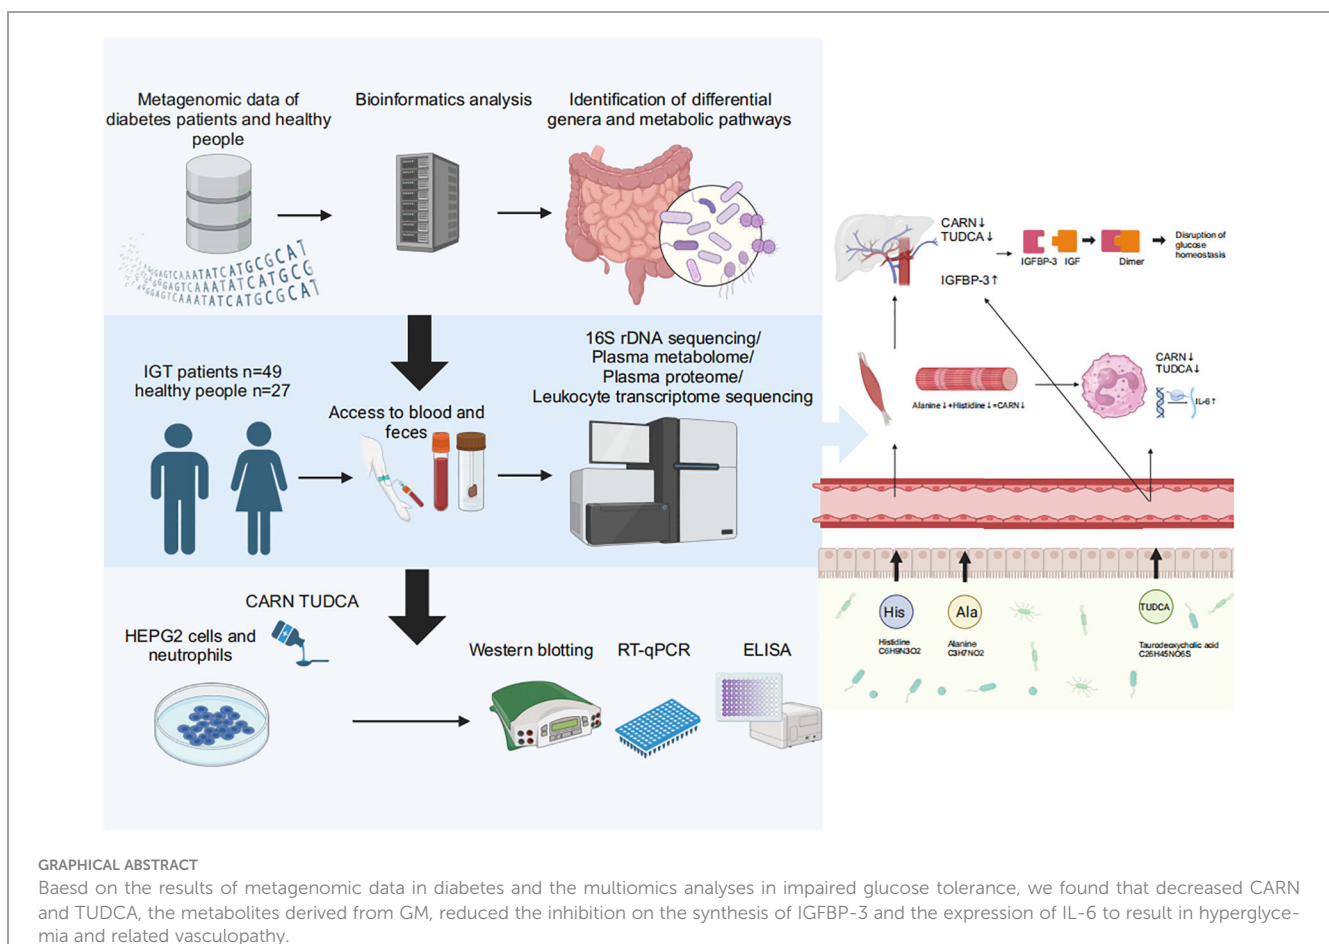 Metagenomic data of
diabetes patients and healthy
people
Bioinformatics analysis
Identification of differential
genera and metabolic pathways
AGGAGTCAAATATCATGCGCAT
AGGGAGTCAAATATCATGCG
AGGAGTCAAATATCATGCGCAT
IGT patients n=49
healthy people n=27
Access to blood and
feces
16S rDNA sequencing/
Plasma metabolome/
Plasma proteome/
Leukocyte transcriptome sequencing
CARN TUDCA
HEPG2 cells and
neutrophils
Western blotting
RT-qPCR
ELISA
CARN↓
TUDCA↓
IGFBP-3↑
IGFBP-3 IGF
Dimer
Disruption of
glucose
homeostasis
Alanine↓+Histidine↓=CARN↓
CARN↓
TUDCA↓
IL-6↑
His
Histidine
C6H9N3O2
Ala
Alanine
C3H7NO2
TUDCA
Taurodeoxycholic acid
C26H45NO6S
GRAPHICAL ABSTRACT
Baesd on the results of metagenomic data in diabetes and the multiomics analyses in impaired glucose tolerance, we found that decreased CARN
and TUDCA, the metabolites derived from GM, reduced the inhibition on the synthesis of IGFBP-3 and the expression of IL-6 to result in hyperglyce-
mia and related vasculopathy.